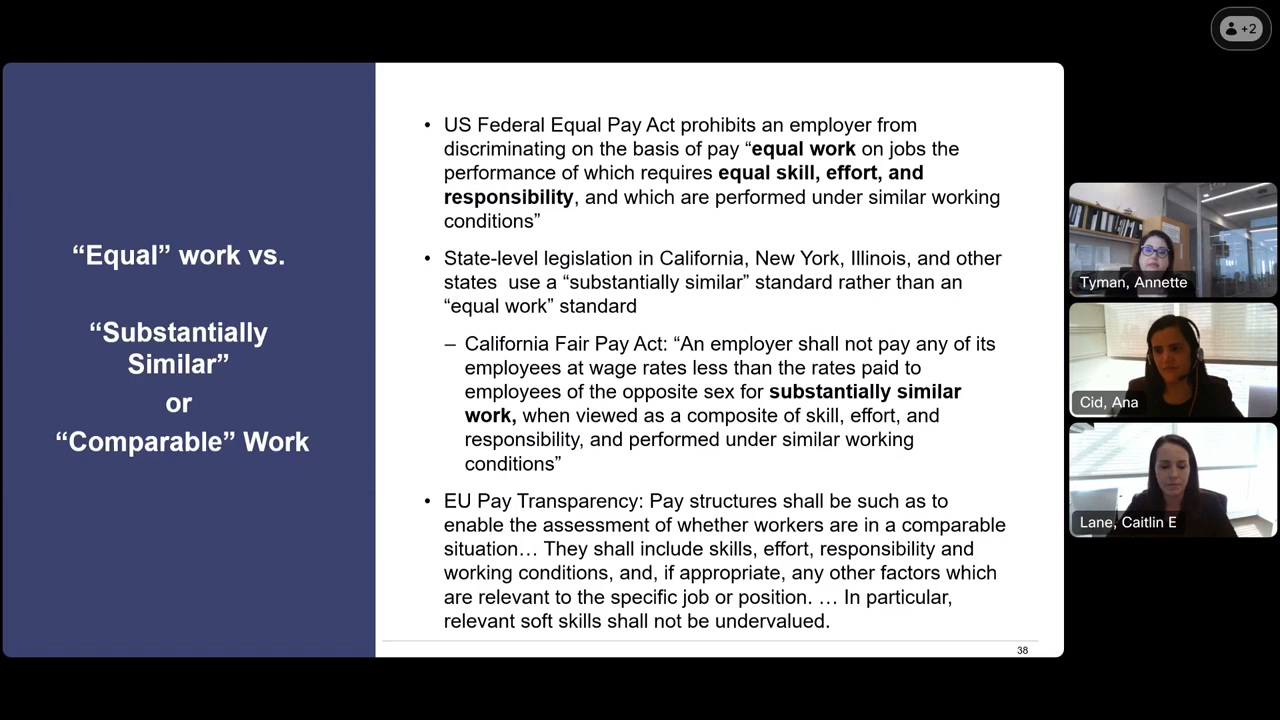 +2
“Equal” work vs.
“Substantially
Similar”
or
“Comparable” Work
• US Federal Equal Pay Act prohibits an employer from
discriminating on the basis of pay “equal work on jobs the
performance of which requires equal skill, effort, and
responsibility, and which are performed under similar working
conditions”
• State-level legislation in California, New York, Illinois, and other
states use a “substantially similar” standard rather than an
“equal work” standard
– California Fair Pay Act: “An employer shall not pay any of its
employees at wage rates less than the rates paid to
employees of the opposite sex for substantially similar
work, when viewed as a composite of skill, effort, and
responsibility, and performed under similar working
conditions”
• EU Pay Transparency: Pay structures shall be such as to
enable the assessment of whether workers are in a comparable
situation… They shall include skills, effort, responsibility and
working conditions, and, if appropriate, any other factors which
are relevant to the specific job or position. … In particular,
relevant soft skills shall not be undervalued.
38
Tyman, Annette
Cid, Ana
Lane, Caitlin E